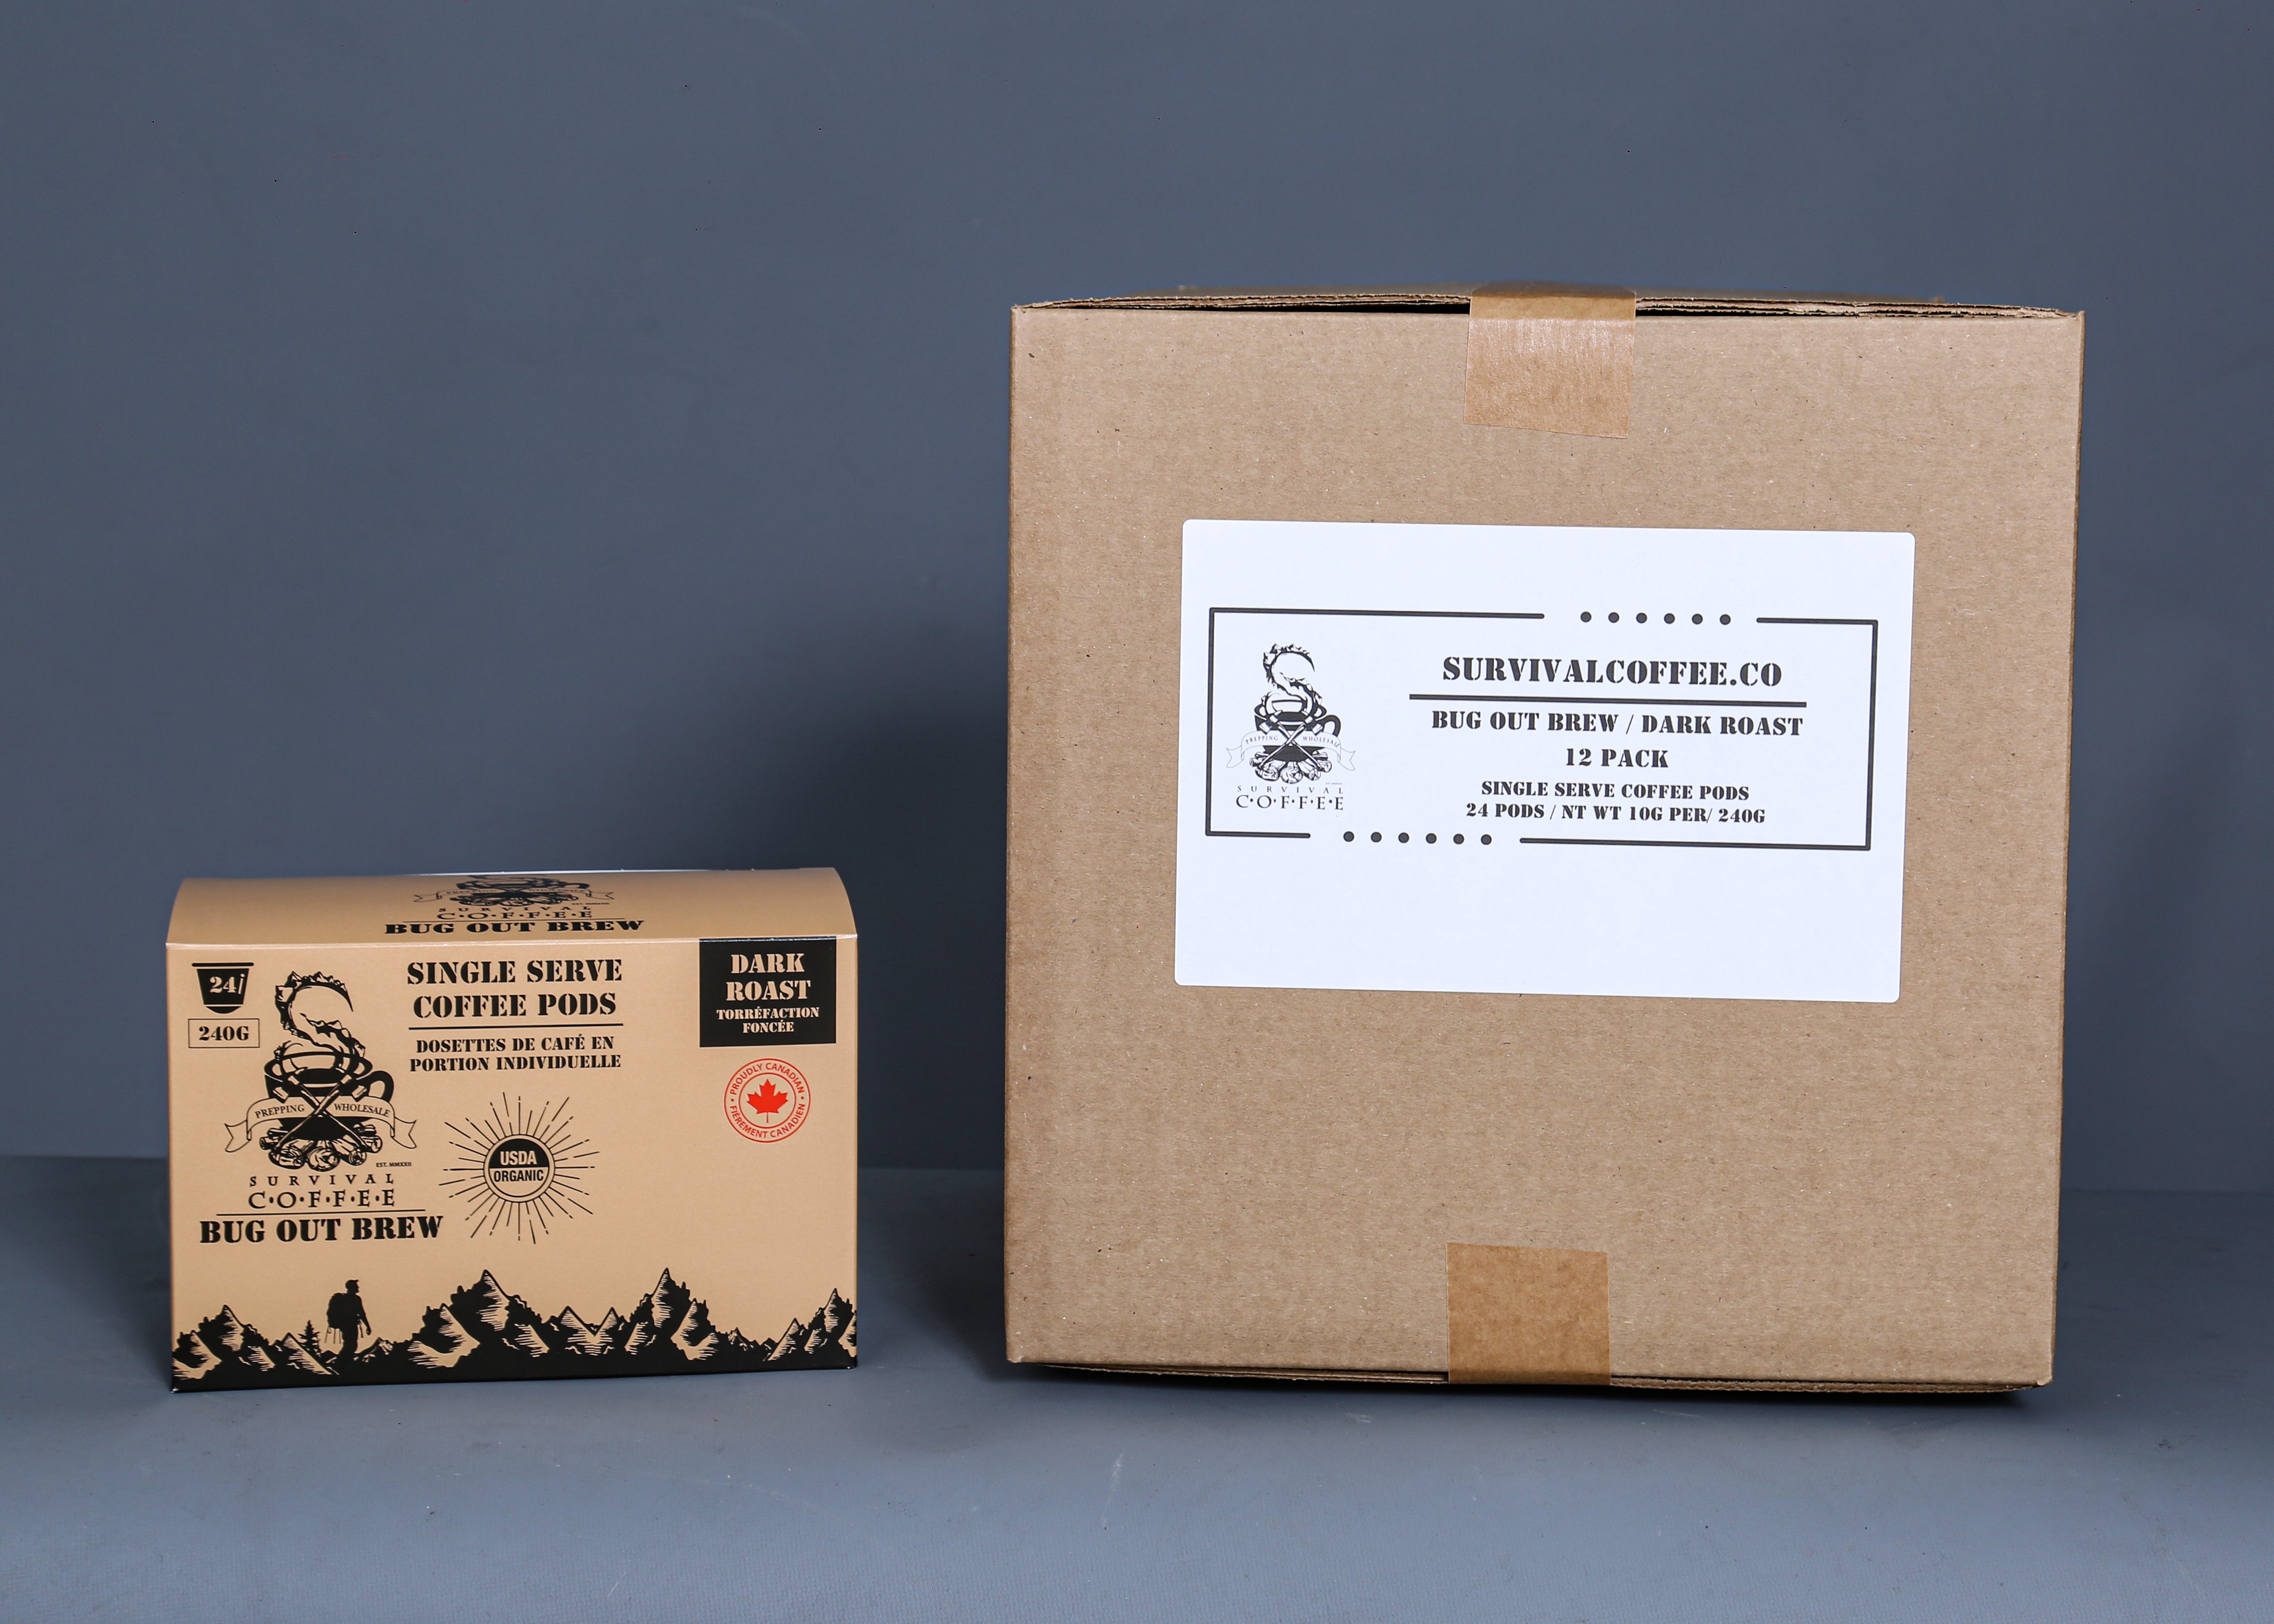 SURVIVAL
C·O·F·F·E·E
BUG OUT BREW
24
240G
PREPPING WHOLESALE
EST. MMXXII
SURVIVAL
C·O·F·F·E·E
BUG OUT BREW
SINGLE SERVE
COFFEE PODS
DOSETTES DE CAFÉ EN
PORTION INDIVIDUELLE
USDA
ORGANIC
DARK
ROAST
TORRÉFACTION
FONCÉE
PROUDLY CANADIAN
FIÈREMENT CANADIEN
PREPPING WHOLESALE
SURVIVAL
C·O·F·F·E·E
SURVIVALCOFFEE.CO
BUG OUT BREW / DARK ROAST
12 PACK
SINGLE SERVE COFFEE PODS
24 PODS / NT WT 10G PER/ 240G